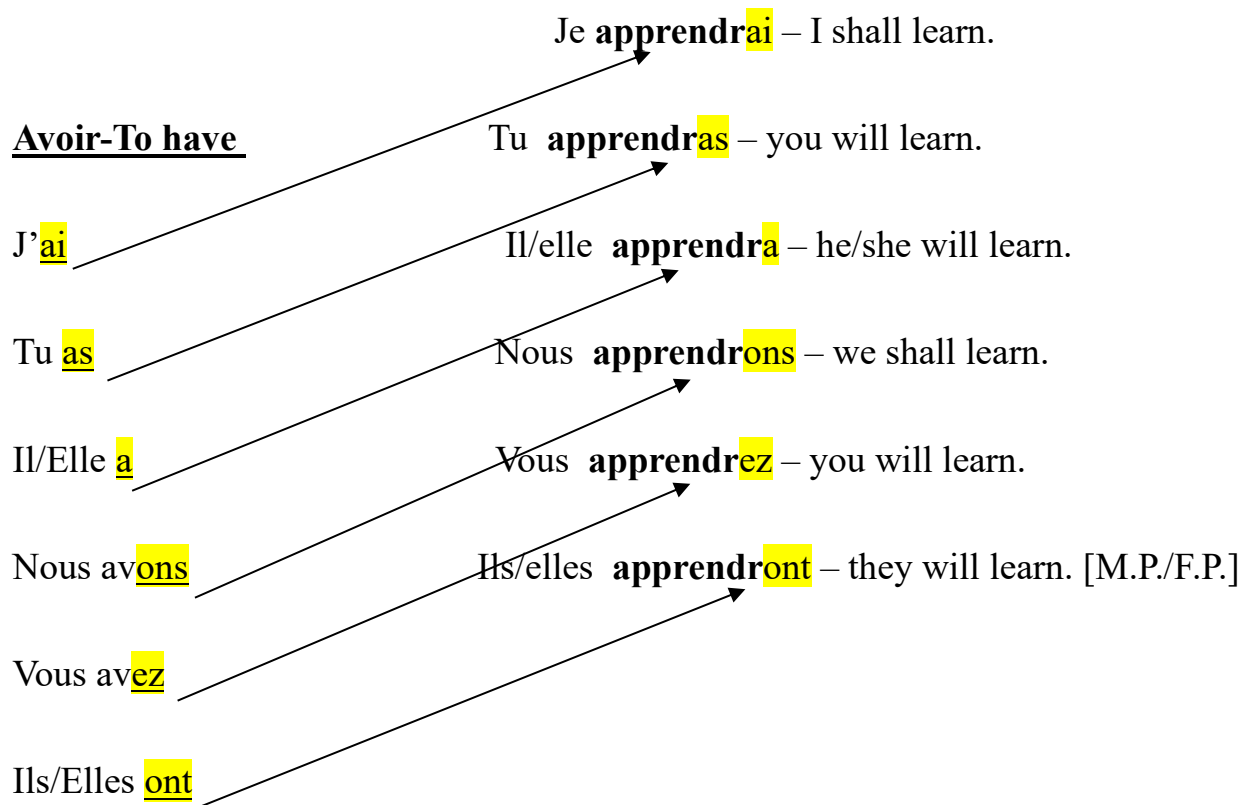 Je apprendrai – I shall learn.
Avoir-To have
Tu apprendras – you will learn.
J’ai
Il/elle apprendra – he/she will learn.
Tu as
Nous apprendrons – we shall learn.
Il/Elle a
Vous apprendrez – you will learn.
Nous avons
Ils/elles apprendront – they will learn. [M.P./F.P.]
Vous avez
Ils/Elles ont